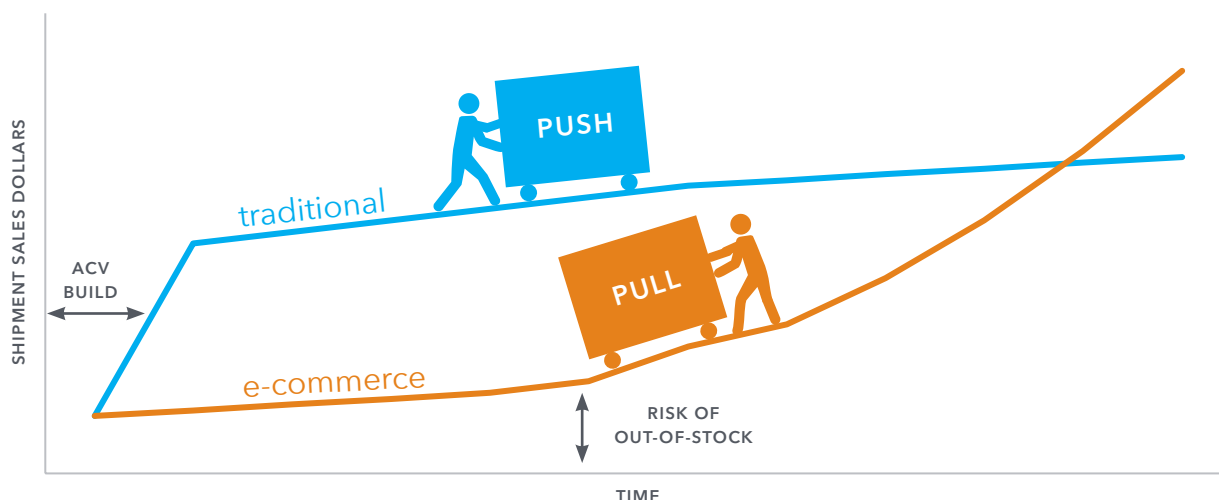 SHIPMENT SALES DOLLARS
PUSH
traditional
ACV
BUILD
PULL
e-commerce
RISK OF
OUT-OF-STOCK
TIME